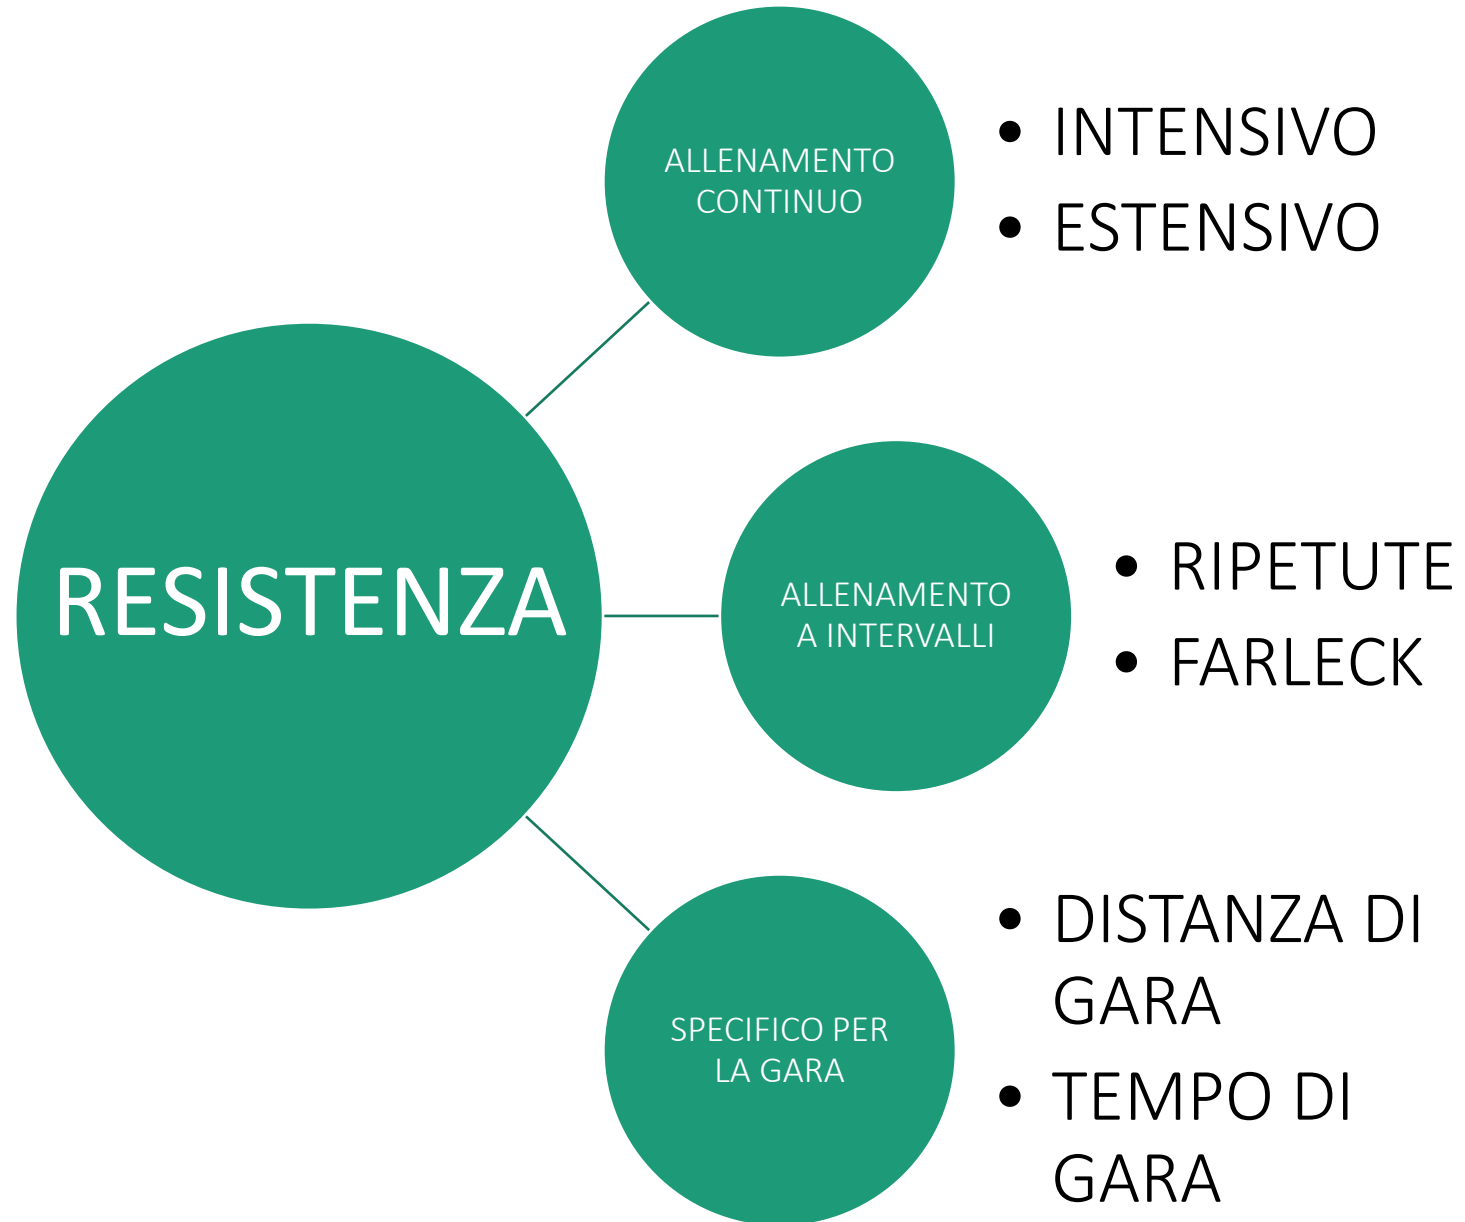 RESISTENZA
ALLENAMENTO
CONTINUO
• INTENSIVO
• ESTENSIVO
ALLENAMENTO
A INTERVALLI
• RIPETUTE
• FARLECK
SPECIFICO PER
LA GARA
• DISTANZA DI
GARA
• TEMPO DI
GARA